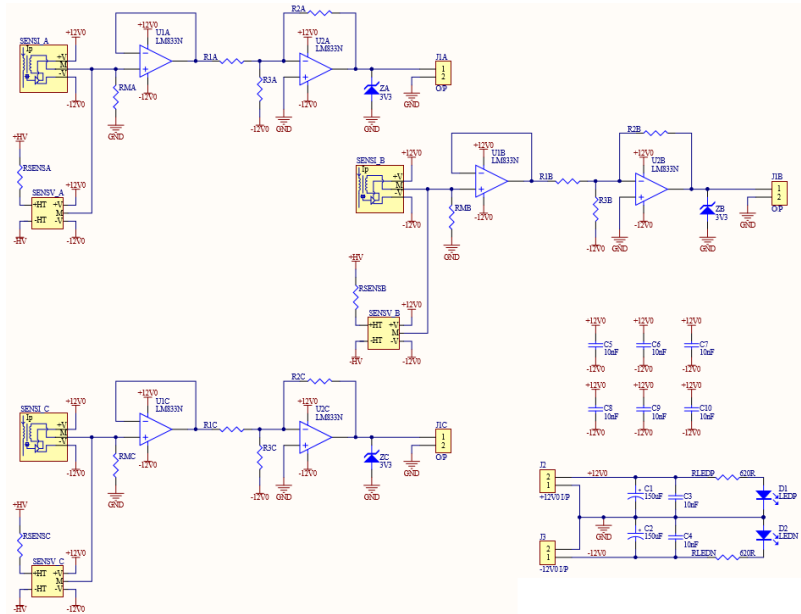 SENSI_A
Ip
+12V0
+V
M
-V
-12V0
+12V0
U1A
LM833N
-12V0
RMA
GND
R1A
R2A
+12V0
U2A
LM833N
-12V0
R3A
-12V0
GND
ZA
3V3
GND
J1A
1
2
O/P
+HV
RSENSA
SENSV_A
+12V0
+HT
+V
M
-HT
-V
-HV
-12V0
SENSI_B
Ip
+12V0
+V
M
-V
-12V0
+12V0
U1B
LM833N
-12V0
RMB
GND
R1B
R2B
+12V0
U2B
LM833N
-12V0
R3B
-12V0
GND
ZB
3V3
GND
J1B
1
2
O/P
+HV
RSENSB
SENSV_B
+12V0
+HT
+V
M
-HT
-V
-HV
-12V0
SENSI_C
Ip
+12V0
+V
M
-V
-12V0
+12V0
U1C
LM833N
-12V0
RMC
GND
R1C
R2C
+12V0
U2C
LM833N
-12V0
R3C
-12V0
GND
ZC
3V3
GND
J1C
1
2
O/P
+HV
RSENSC
SENSV_C
+12V0
+HT
+V
M
-HT
-V
-HV
-12V0
+12V0
C5
10nF
-12V0
+12V0
C6
10nF
-12V0
+12V0
C7
10nF
-12V0
+12V0
C8
10nF
-12V0
+12V0
C9
10nF
-12V0
+12V0
C10
10nF
-12V0
J2
2
1
+12V0 I/P
+12V0
RLEDP
620R
C1
150uF
C3
10nF
D1
LEDP
GND
J3
2
1
-12V0 I/P
-12V0
C2
150uF
C4
10nF
RLEDN
620R
D2
LEDN